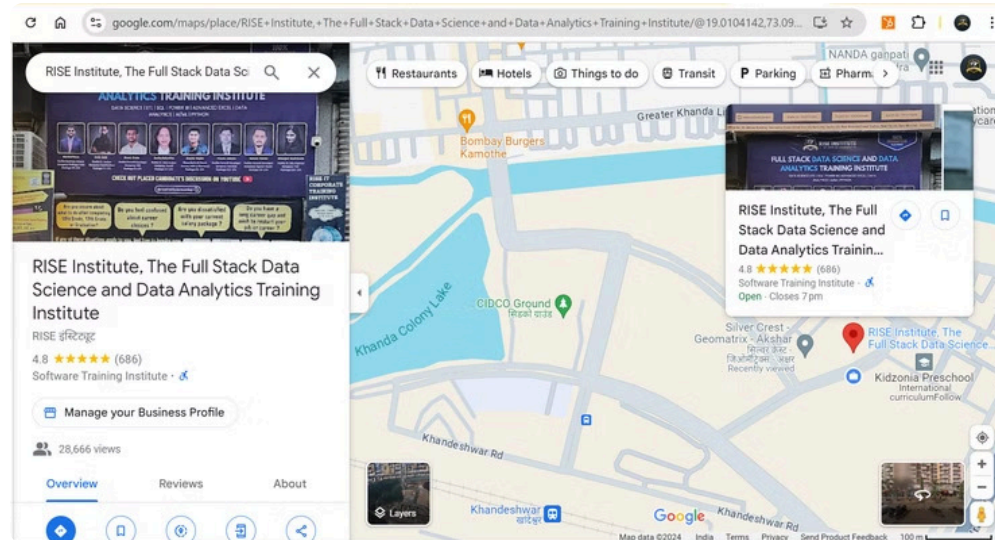 google.com/maps/place/RISE+Institute,+The+Full+Stack+Data+Science+and+Data+Analytics+Training+Institute/@19.0104142,73.09...
RISE Institute, The Full Stack Data Sci
ANALYTICS TRAINING INSTITUTE
CHECK OUT PLACED CANDIDATE'S DISCUSSION ON YOUTUBE
RISE IT
CORPORATE
TRAINING
INSTITUTE
RISE Institute, The Full Stack Data
Science and Data Analytics Training
Institute
RISE इंस्टिट्यूट
4.8 (686)
Software Training Institute ·
Manage your Business Profile
28,666 views
Overview
Reviews
About
Restaurants
Hotels
Things to do
Transit
P Parking
Pharm
NANDA ganpati
Greater Khanda Li
Bombay Burgers
Kamothe
Khanda Colony Lake
CIDCO Ground
सिडको ग्राउंड
RISE INSTITUTE
FULL STACK DATA SCIENCE AND DATA
ANALYTICS TRAINING INSTITUTE
RISE Institute, The Full
Stack Data Science and
Data Analytics Trainin...
4.8 (686)
Software Training Institute ·
Open · Closes 7 pm
Silver Crest -
Geomatrix - Akshar
Recently viewed
RISE Institute, The
Full Stack Data Science...
Kidzonia Preschool
International
curriculumFollow
Khandeshwar Rd
Layers
Khandeshwar
खांदेश्वर
Google
Khandeshwar Rd
Map data ©2024 India Terms Privacy Send Product Feedback 100 m